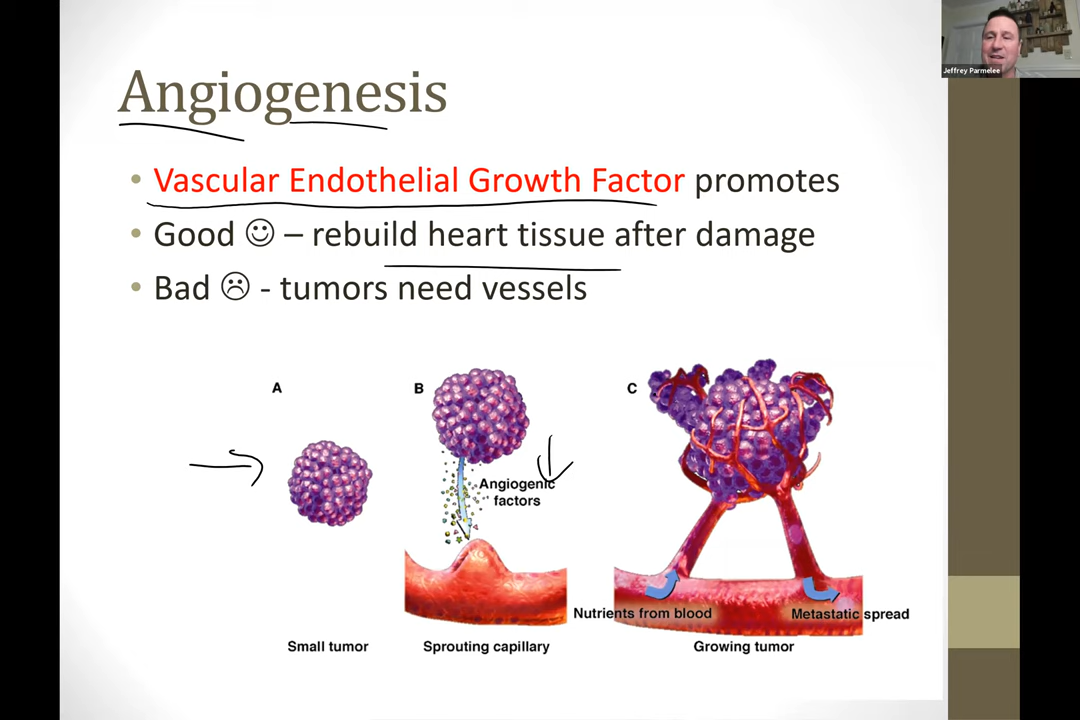 Jeffrey Parmelee
Angiogenesis
• Vascular Endothelial Growth Factor promotes
• Good ☺ – rebuild heart tissue after damage
• Bad ☹ - tumors need vessels
A
B
C
Angiogenic
factors
Nutrients from blood
Metastatic spread
Small tumor
Sprouting capillary
Growing tumor